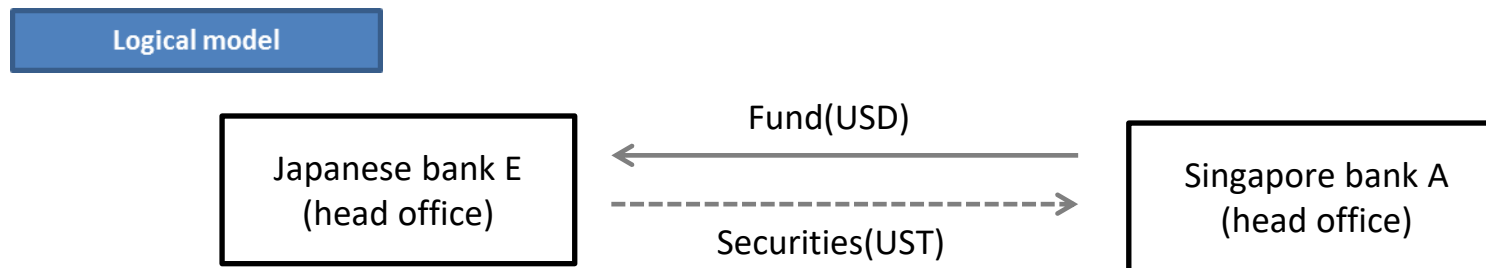 Logical model
Fund(USD)
Japanese bank E
(head office)
Singapore bank A
(head office)
Securities(UST)